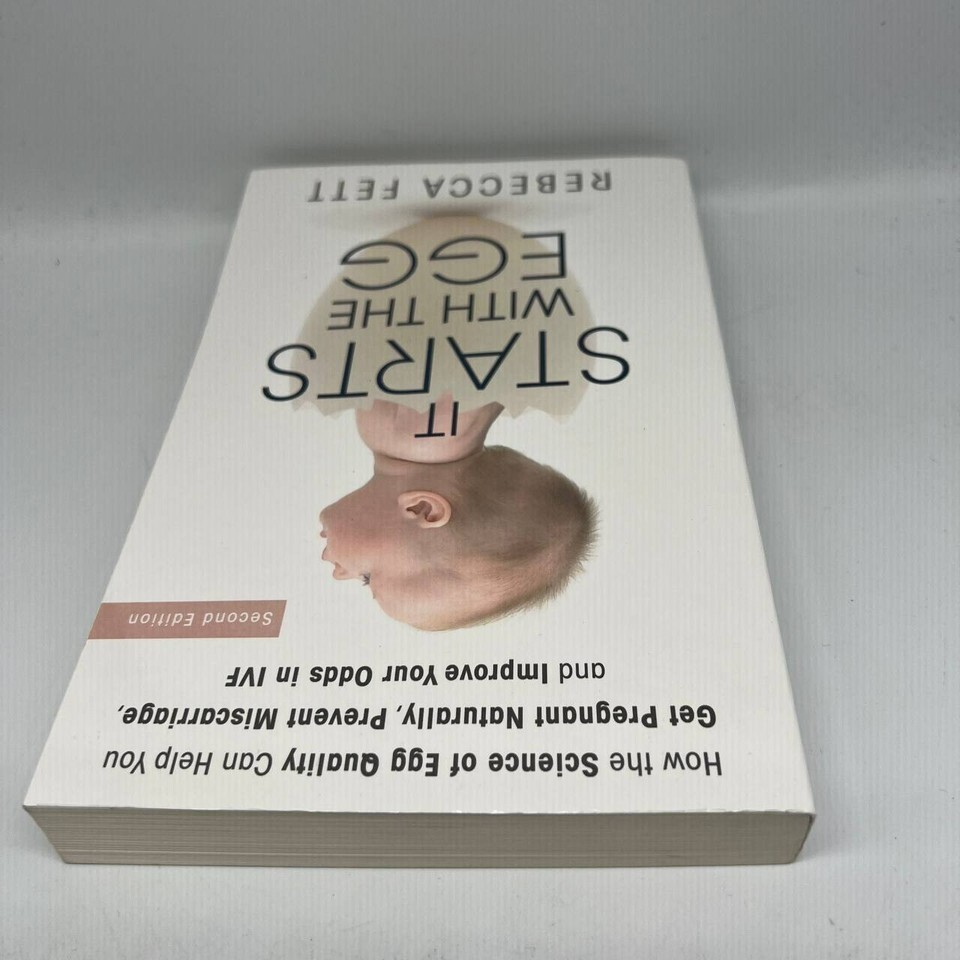 How the Science of Egg Quality Can Help You
Get Pregnant Naturally, Prevent Miscarriage,
and Improve Your Odds in IVF
Second Edition
IT
STARTS
WITH THE
EGG
REBECCA FETT